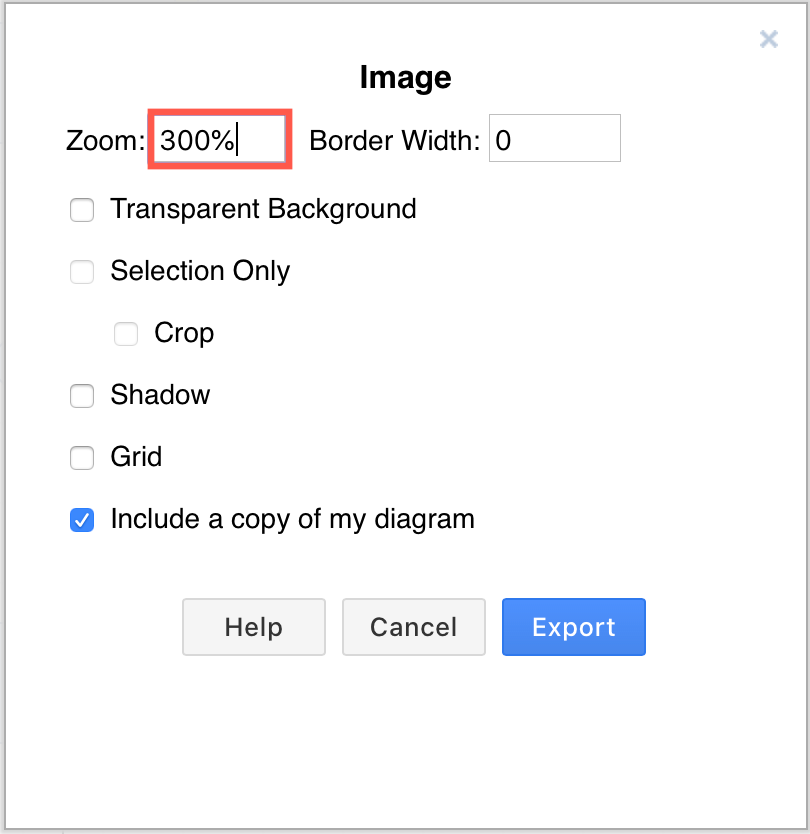 Image
Zoom: 300% Border Width: 0
Transparent Background
Selection Only
Crop
Shadow
Grid
Include a copy of my diagram
Help Cancel Export